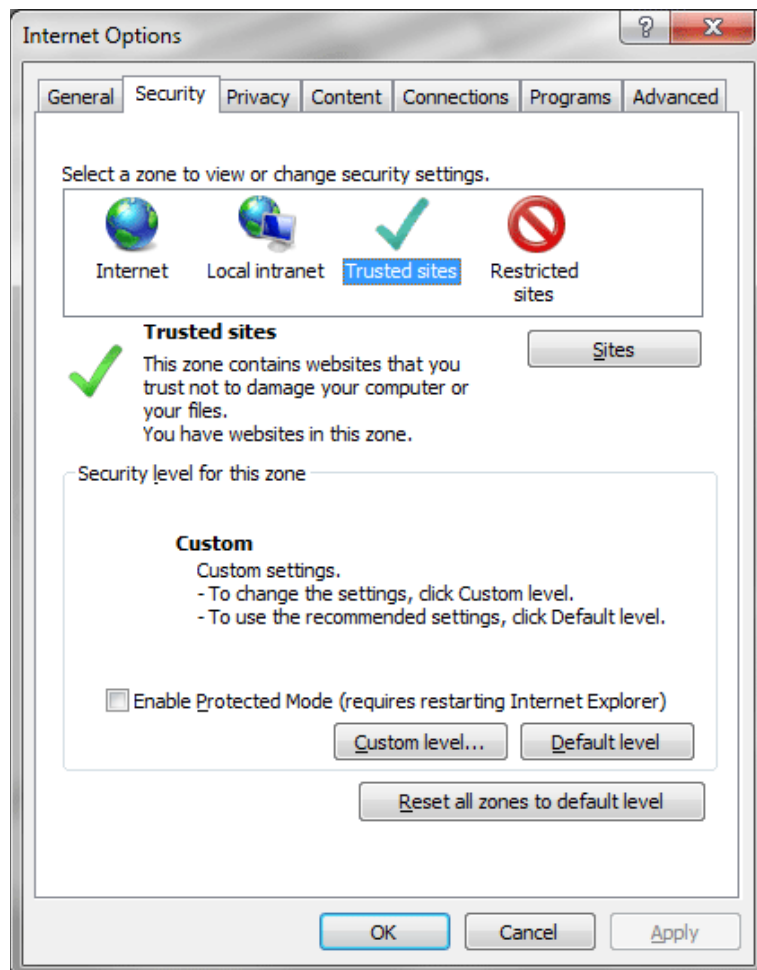 Internet Options
General Security Privacy Content Connections Programs Advanced
Select a zone to view or change security settings.
Internet Local intranet Trusted sites Restricted
sites
Trusted sites
Sites
This zone contains websites that you
trust not to damage your computer or
your files.
You have websites in this zone.
Security level for this zone
Custom
Custom settings.
- To change the settings, click Custom level.
- To use the recommended settings, click Default level.
Enable Protected Mode (requires restarting Internet Explorer)
Custom level... Default level
Reset all zones to default level
OK Cancel Apply